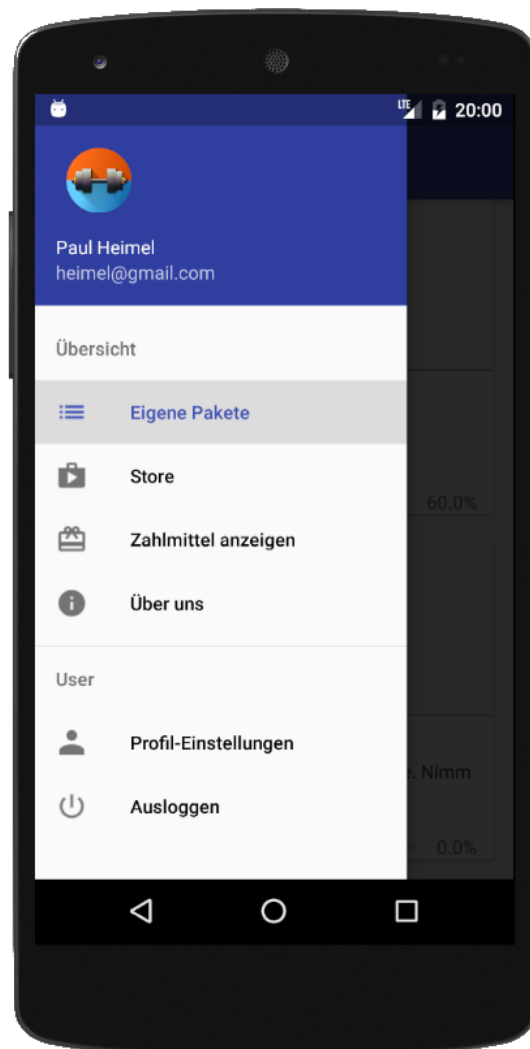 LTE 20:00
Paul Heimel
heimel@gmail.com
Übersicht
Eigene Pakete
Store
60.0%
Zahlmittel anzeigen
Über uns
User
Profil-Einstellungen
. Nimm
Ausloggen
0.0%